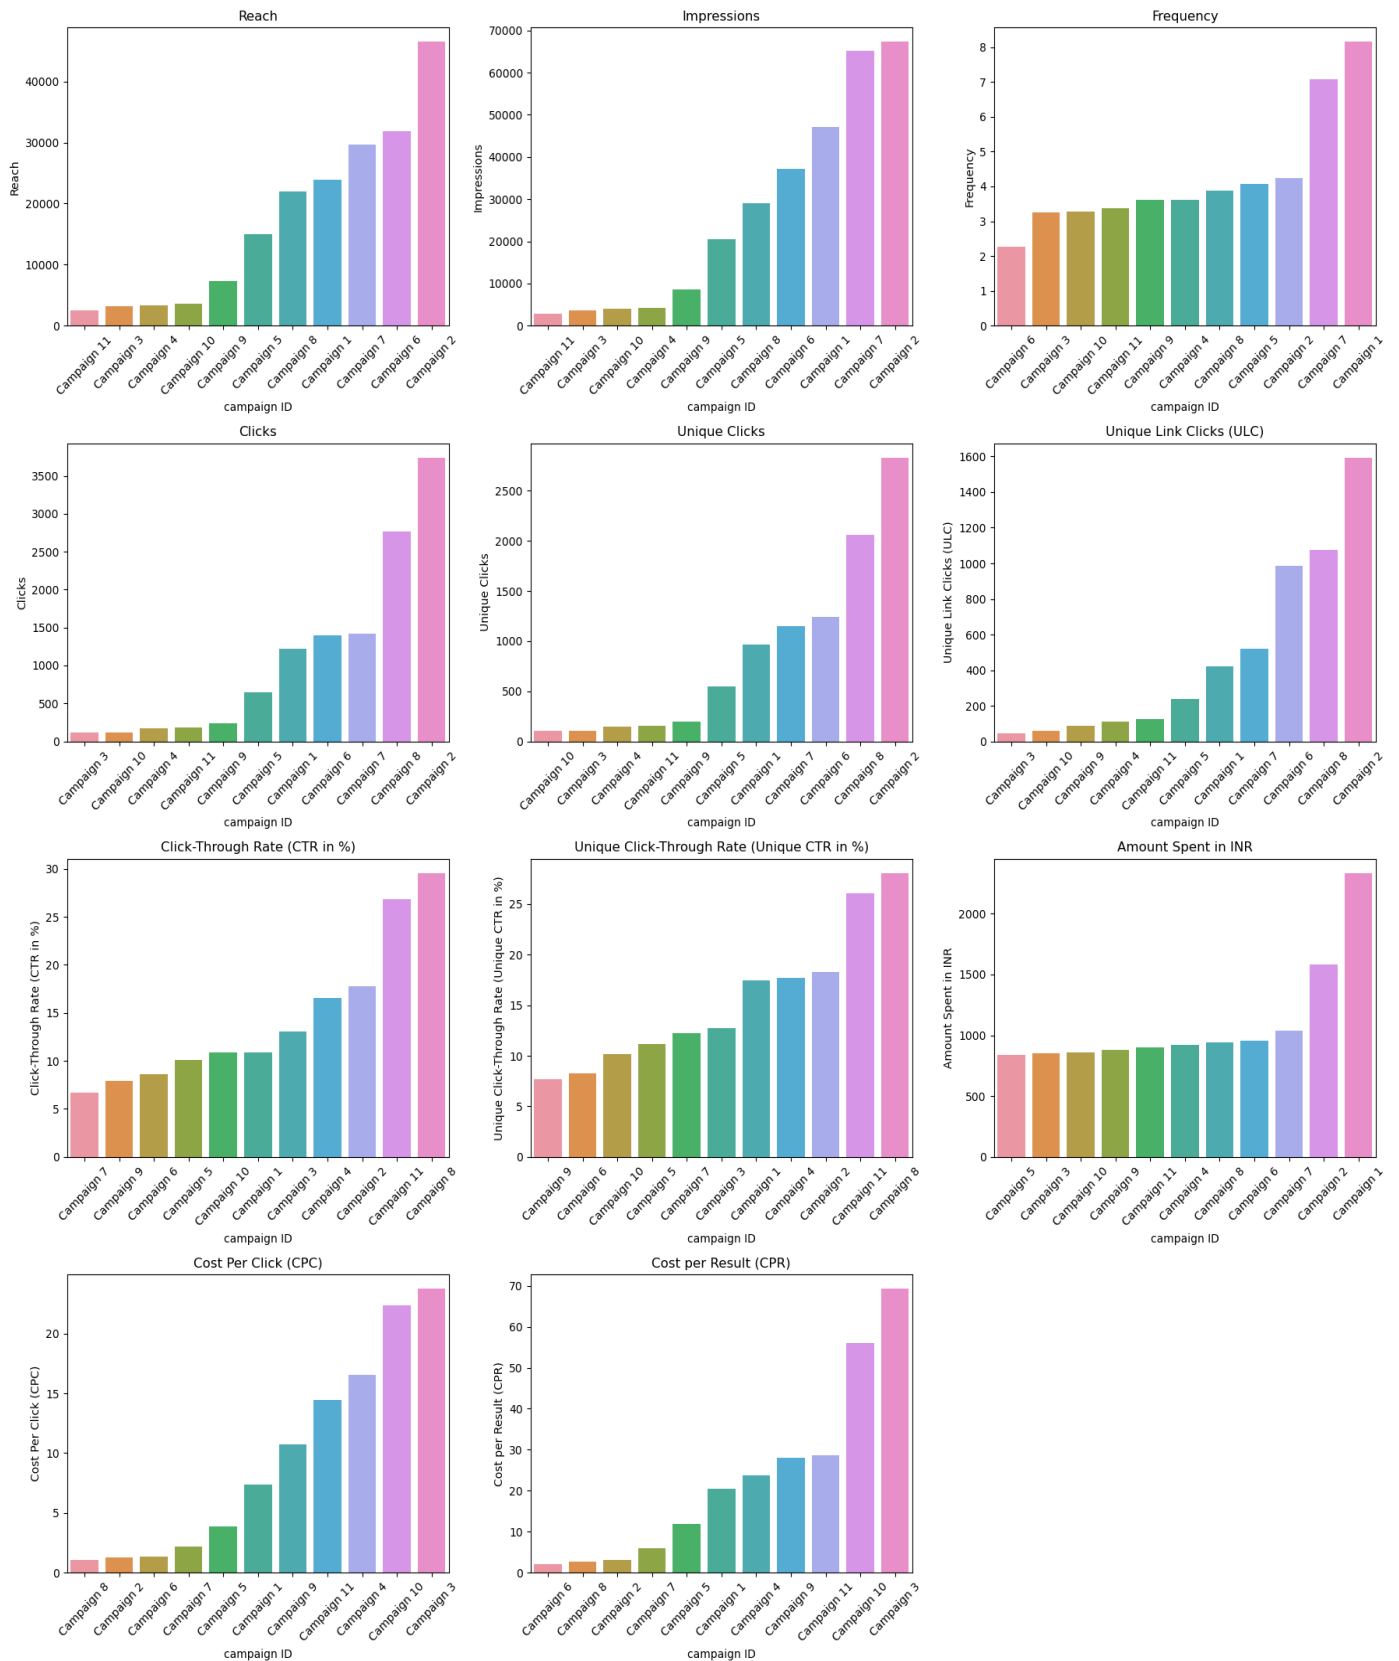 Reach
Reach
40000
30000
20000
10000
0
Campaign 11
Campaign 3
Campaign 4
Campaign 10
Campaign 9
Campaign 5
Campaign 8
Campaign 1
Campaign 7
Campaign 6
Campaign 2
campaign ID
Impressions
Impressions
70000
60000
50000
40000
30000
20000
10000
0
Campaign 11
Campaign 3
Campaign 10
Campaign 4
Campaign 9
Campaign 5
Campaign 8
Campaign 6
Campaign 1
Campaign 7
Campaign 2
campaign ID
Frequency
Frequency
8
7
6
5
4
3
2
1
0
Campaign 6
Campaign 3
Campaign 10
Campaign 11
Campaign 9
Campaign 4
Campaign 8
Campaign 5
Campaign 2
Campaign 7
Campaign 1
campaign ID
Clicks
Clicks
3500
3000
2500
2000
1500
1000
500
0
Campaign 3
Campaign 10
Campaign 4
Campaign 11
Campaign 9
Campaign 5
Campaign 1
Campaign 6
Campaign 7
Campaign 8
Campaign 2
campaign ID
Unique Clicks
Unique Clicks
2500
2000
1500
1000
500
0
Campaign 10
Campaign 3
Campaign 4
Campaign 11
Campaign 9
Campaign 5
Campaign 1
Campaign 7
Campaign 6
Campaign 8
Campaign 2
campaign ID
Unique Link Clicks (ULC)
Unique Link Clicks (ULC)
1600
1400
1200
1000
800
600
400
200
0
Campaign 3
Campaign 10
Campaign 9
Campaign 4
Campaign 11
Campaign 5
Campaign 1
Campaign 7
Campaign 6
Campaign 8
Campaign 2
campaign ID
Click-Through Rate (CTR in %)
Click-Through Rate (CTR in %)
30
25
20
15
10
5
0
Campaign 7
Campaign 9
Campaign 6
Campaign 5
Campaign 10
Campaign 1
Campaign 3
Campaign 4
Campaign 2
Campaign 11
Campaign 8
campaign ID
Unique Click-Through Rate (Unique CTR in %)
Unique Click-Through Rate (Unique CTR in %)
25
20
15
10
5
0
Campaign 9
Campaign 6
Campaign 10
Campaign 5
Campaign 7
Campaign 3
Campaign 1
Campaign 4
Campaign 2
Campaign 11
Campaign 8
campaign ID
Amount Spent in INR
Amount Spent in INR
2000
1500
1000
500
0
Campaign 5
Campaign 3
Campaign 10
Campaign 9
Campaign 11
Campaign 4
Campaign 8
Campaign 6
Campaign 7
Campaign 2
Campaign 1
campaign ID
Cost Per Click (CPC)
Cost Per Click (CPC)
20
15
10
5
0
Campaign 8
Campaign 2
Campaign 6
Campaign 7
Campaign 5
Campaign 1
Campaign 9
Campaign 11
Campaign 4
Campaign 10
Campaign 3
campaign ID
Cost per Result (CPR)
Cost per Result (CPR)
70
60
50
40
30
20
10
0
Campaign 6
Campaign 8
Campaign 2
Campaign 7
Campaign 5
Campaign 1
Campaign 4
Campaign 9
Campaign 11
Campaign 10
Campaign 3
campaign ID